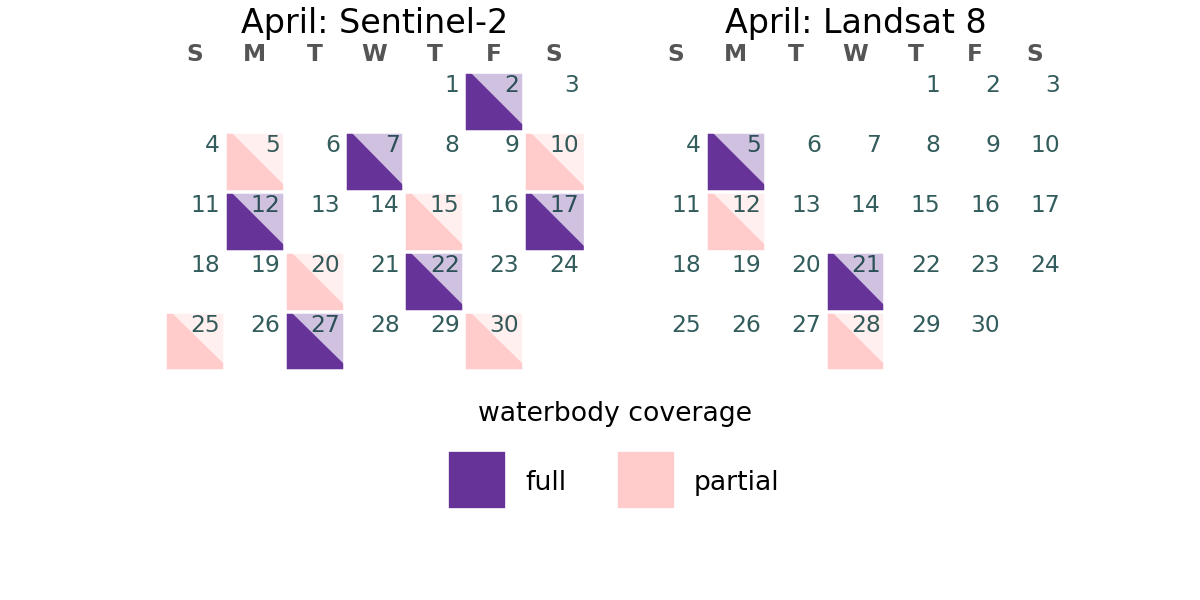 April: Sentinel-2
S M T W T F S
1 2 3
4 5 6 7 8 9 10
11 12 13 14 15 16 17
18 19 20 21 22 23 24
25 26 27 28 29 30
April: Landsat 8
S M T W T F S
1 2 3
4 5 6 7 8 9 10
11 12 13 14 15 16 17
18 19 20 21 22 23 24
25 26 27 28 29 30
waterbody coverage
full partial